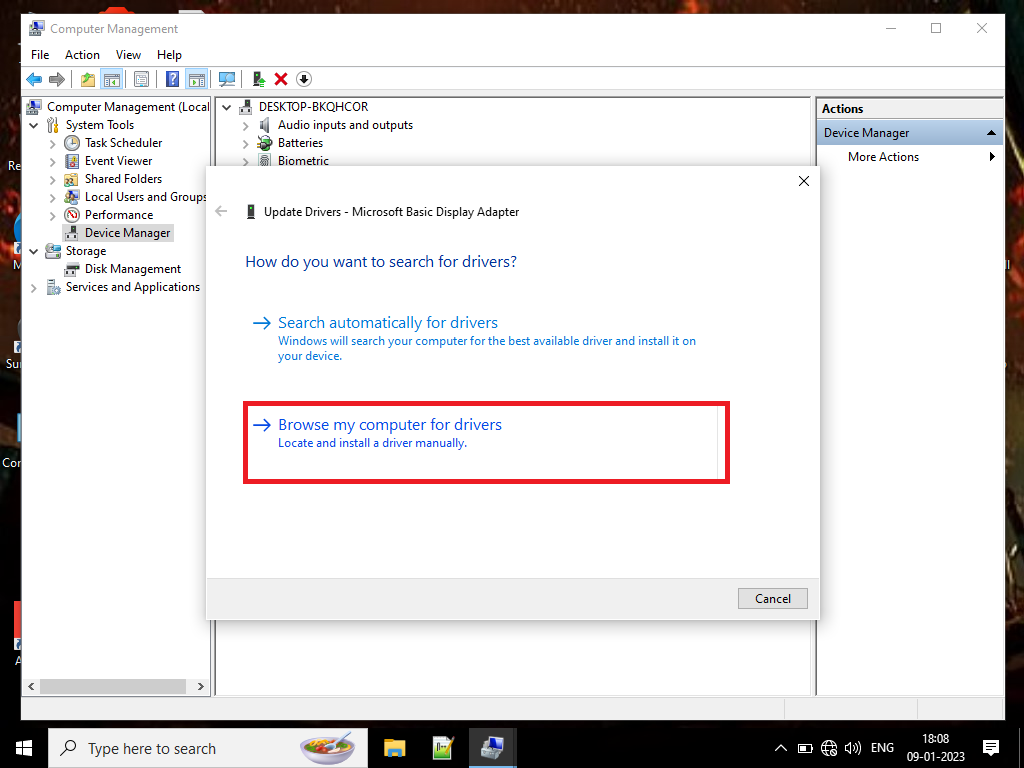 Computer Management
File Action View Help
Computer Management (Local
System Tools
Task Scheduler
Event Viewer
Shared Folders
Local Users and Groups
Performance
Device Manager
Storage
Disk Management
Services and Applications
DESKTOP-BKQHCOR
Audio inputs and outputs
Batteries
Biometric
Actions
Device Manager
More Actions
Update Drivers - Microsoft Basic Display Adapter
How do you want to search for drivers?
Search automatically for drivers
Windows will search your computer for the best available driver and install it on
your device.
Browse my computer for drivers
Locate and install a driver manually.
Cancel
Type here to search
ENG
18:08
09-01-2023